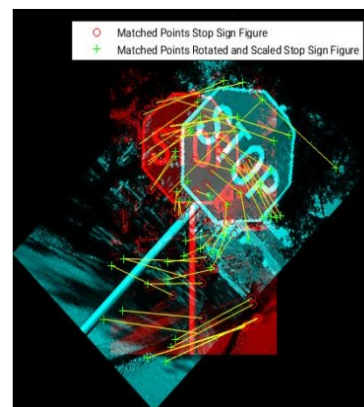 Matched Points Stop Sign Figure
Matched Points Rotated and Scaled Stop Sign Figure
STOP